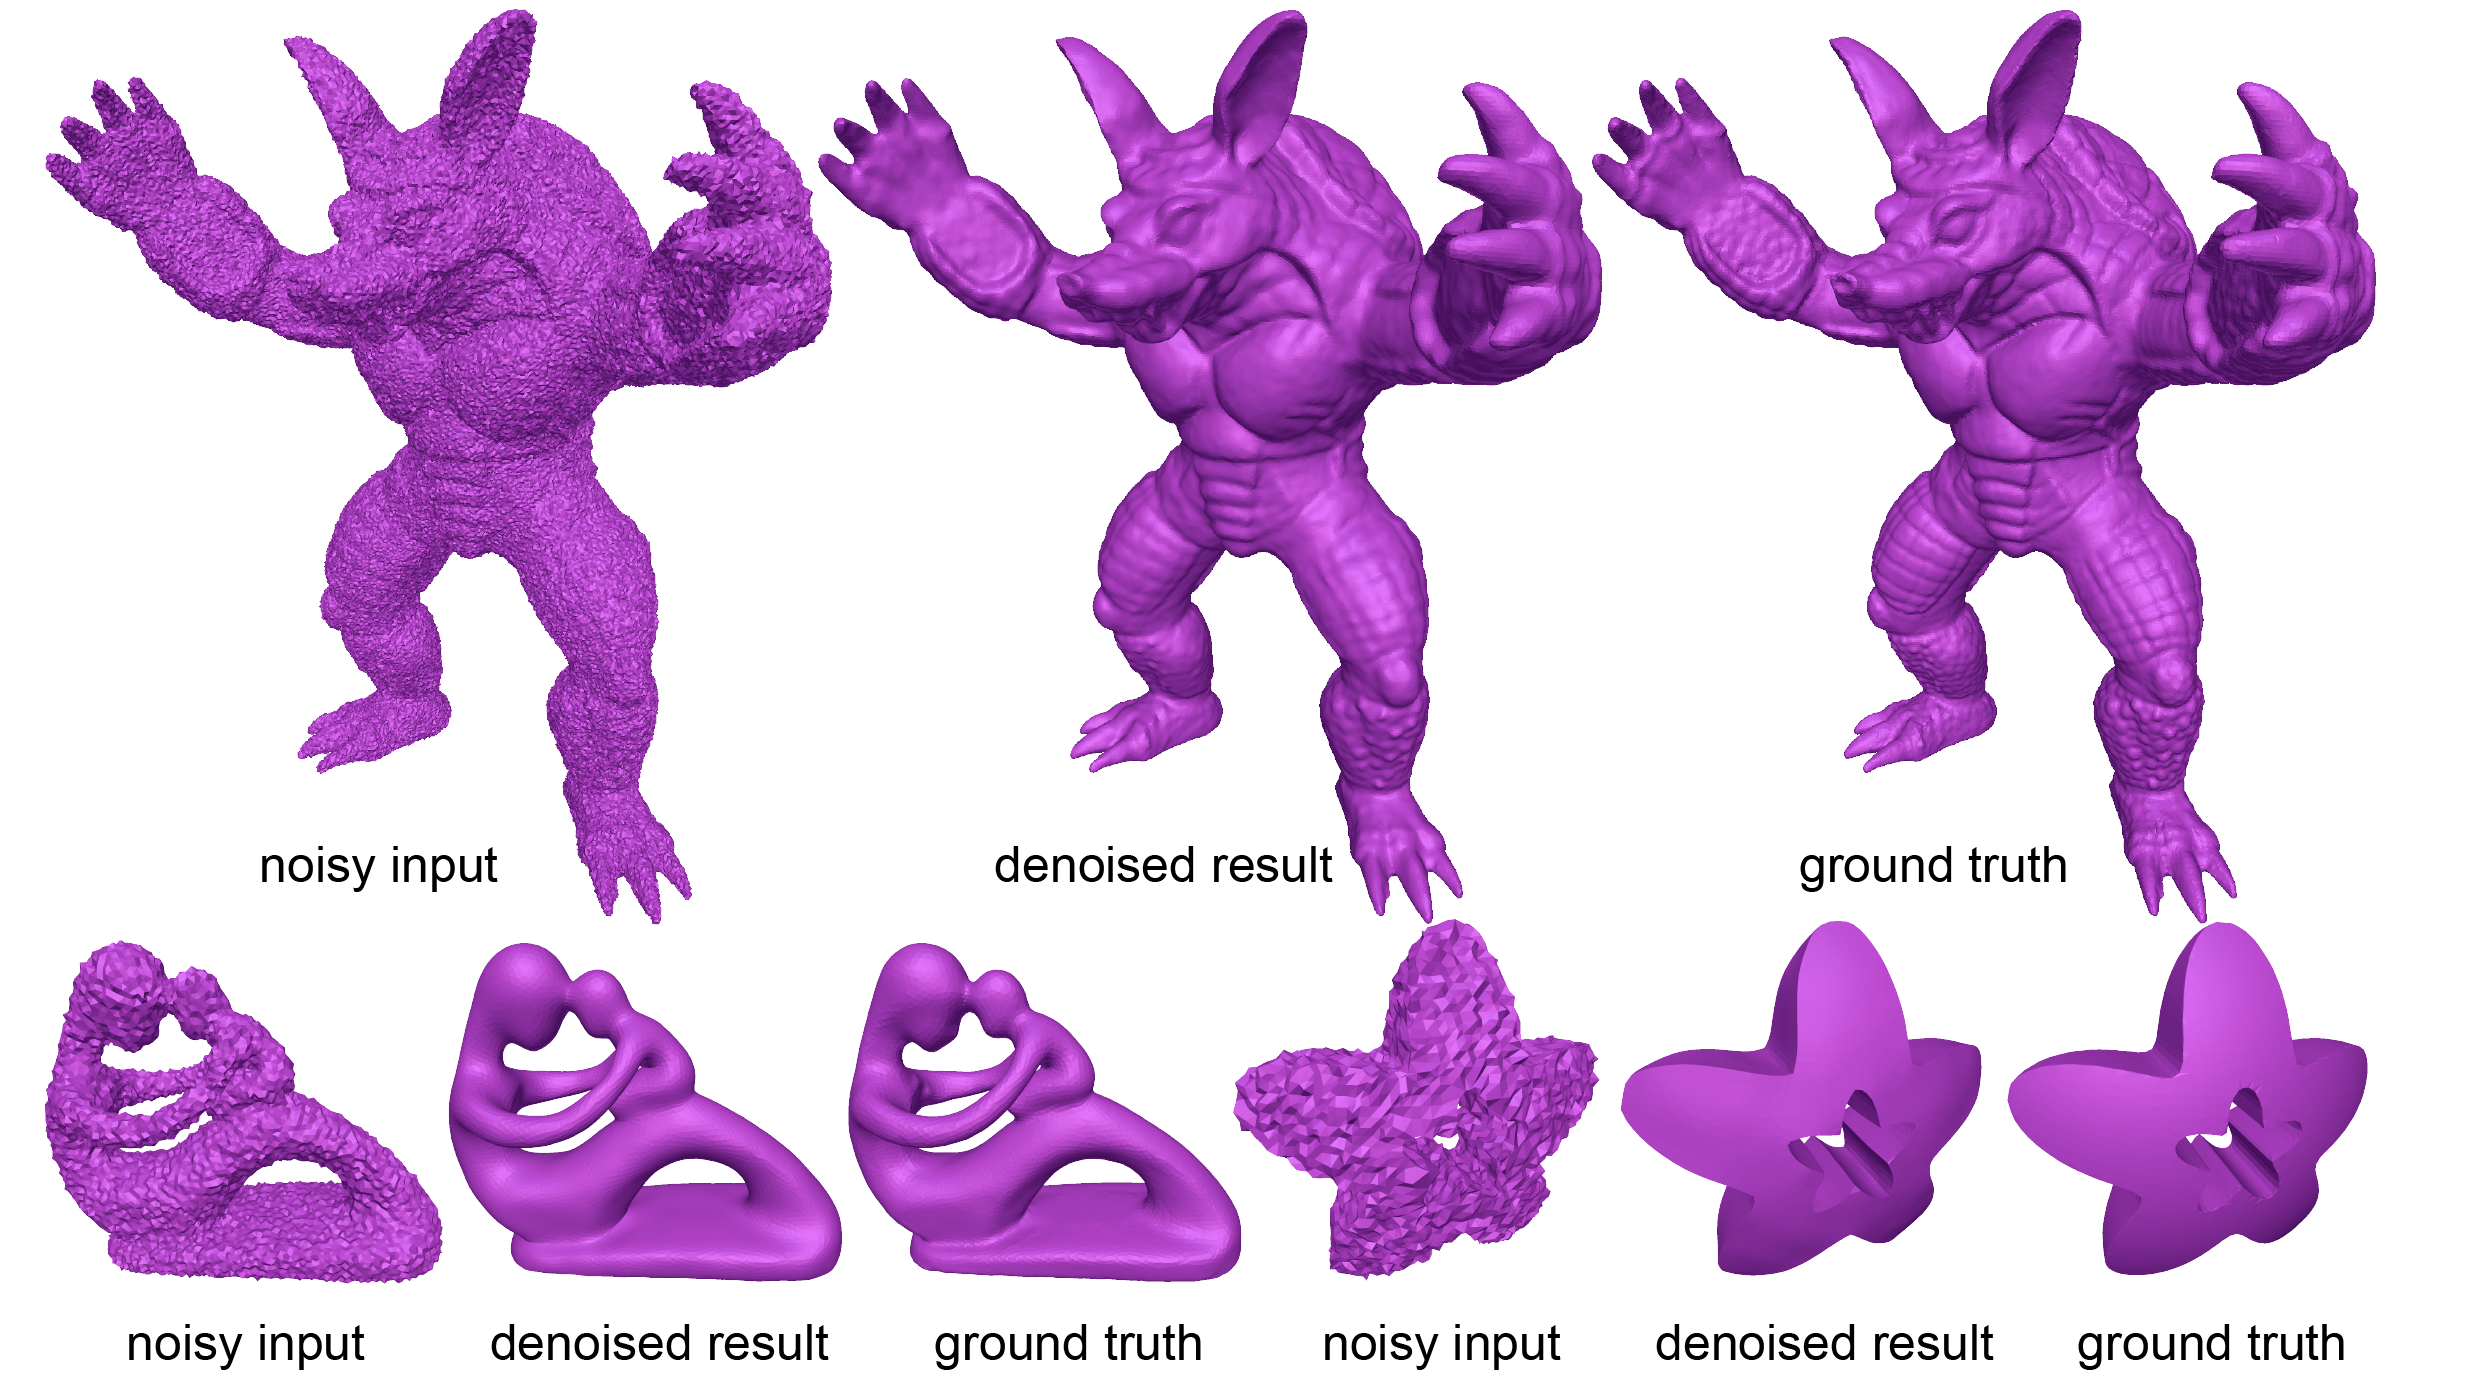 noisy input
denoised result
ground truth
noisy input
denoised result
ground truth
noisy input
denoised result
ground truth